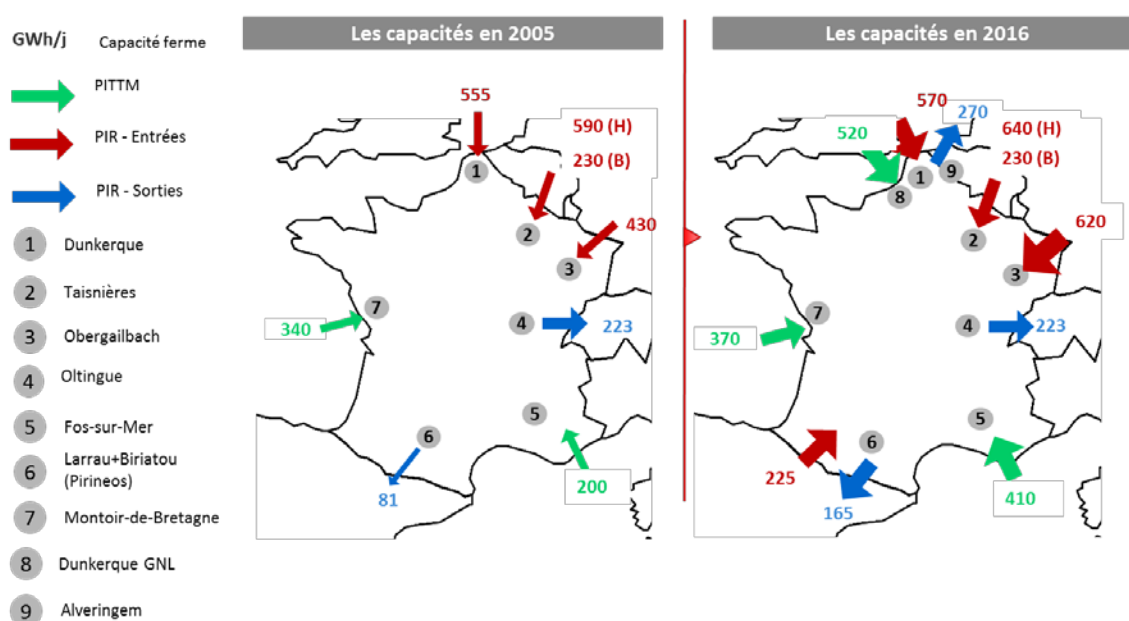 GWh/j
Capacité ferme
PITTM
PIR - Entrées
PIR - Sorties
1 Dunkerque
2 Taisnières
3 Obergailbach
4 Oltingue
5 Fos-sur-Mer
6 Larrau+Biriatou
(Pirineos)
7 Montoir-de-Bretagne
8 Dunkerque GNL
9 Alveringem
Les capacités en 2005
555
590 (H)
230 (B)
1
430
2
3
7
340
4
223
5
6
81
200
Les capacités en 2016
570
270
520
640 (H)
230 (B)
1
9
8
620
2
3
7
370
4
223
5
6
225
165
410